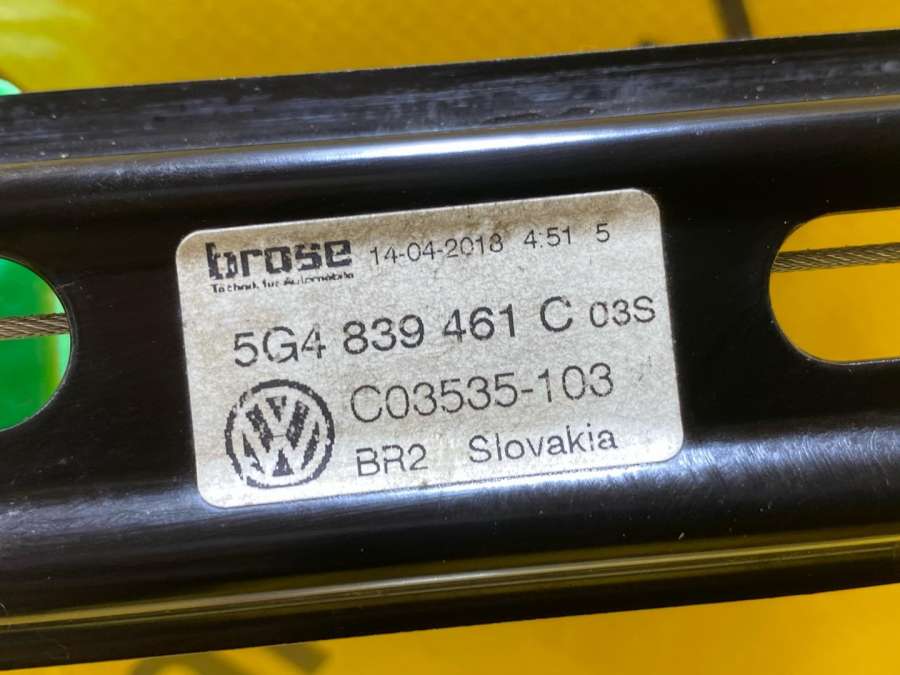 brose 14-04-2018 4:51 5
Technik für Automobile
5G4 839 461 C 03S
C03535-103
BR2 Slovakia